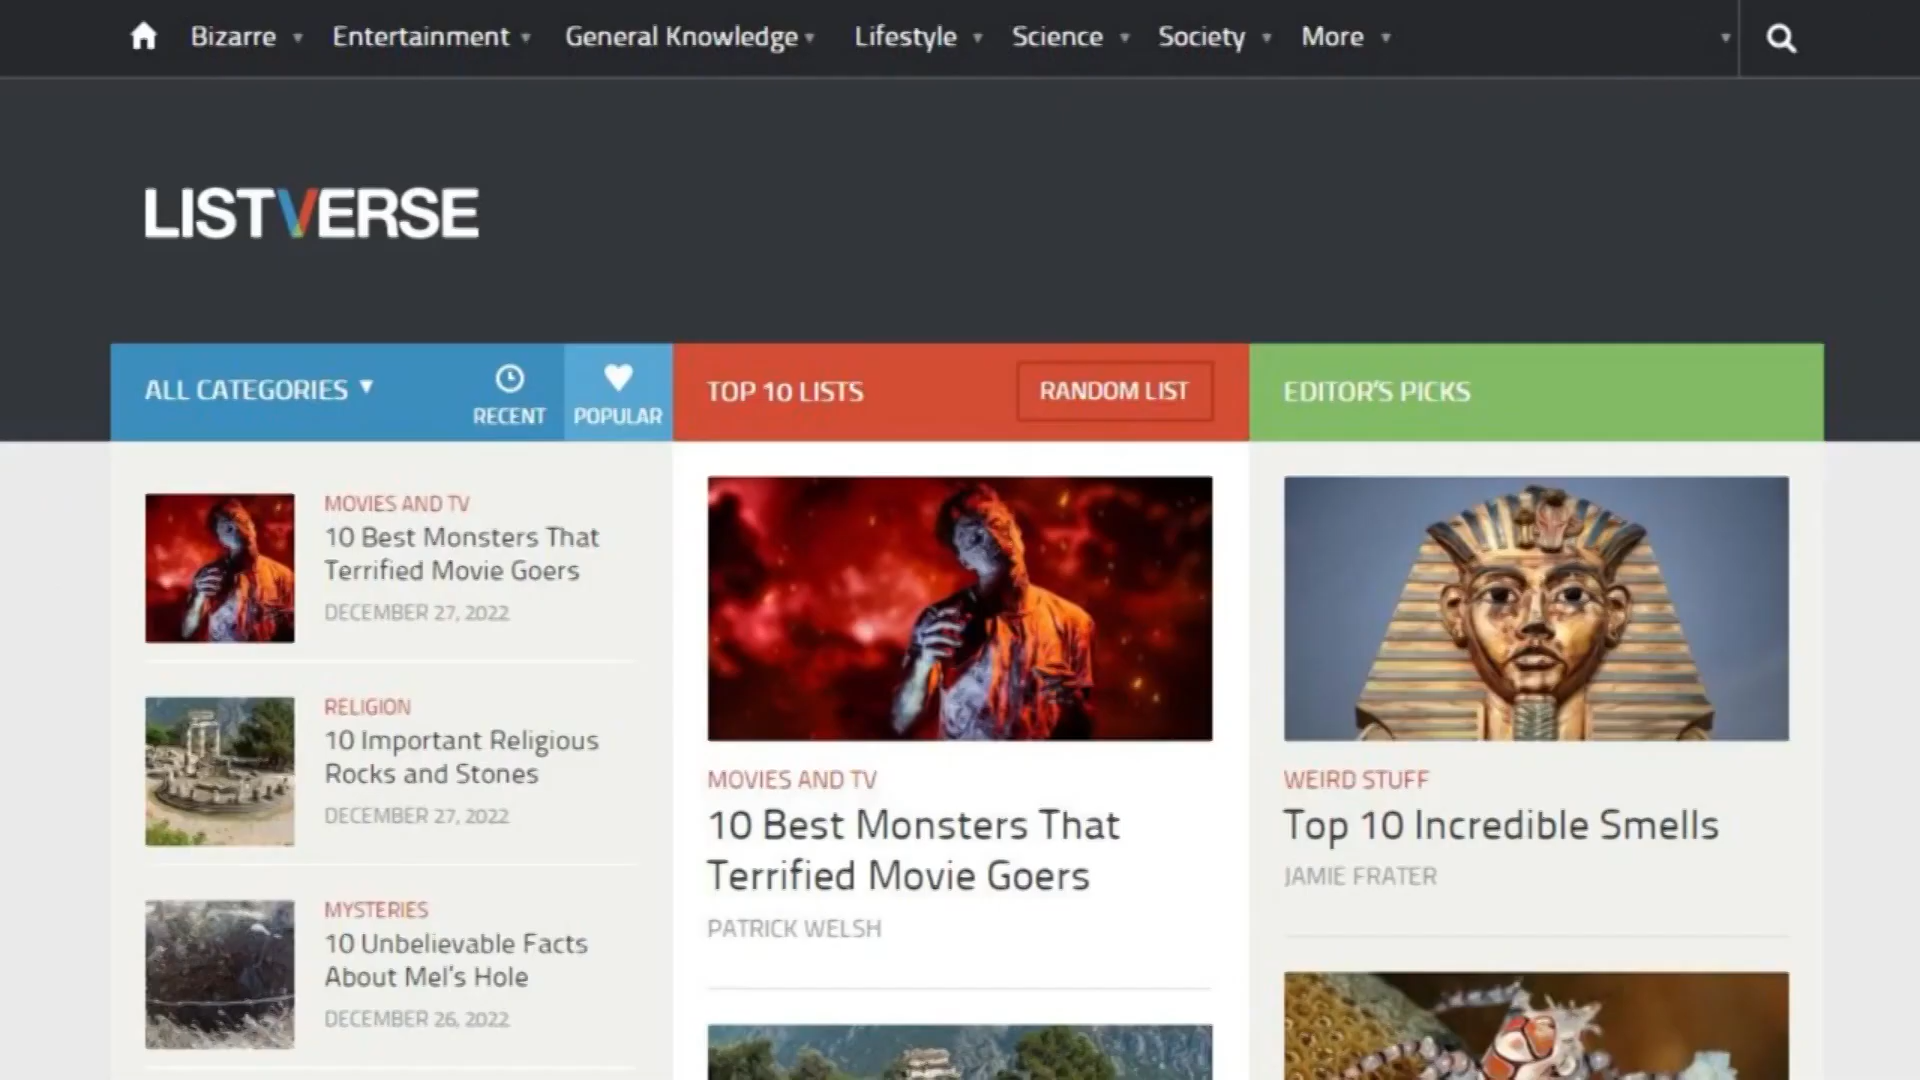 Bizarre Entertainment General Knowledge Lifestyle Science Society More
LISTVERSE
ALL CATEGORIES
RECENT
POPULAR
MOVIES AND TV
10 Best Monsters That
Terrified Movie Goers
DECEMBER 27, 2022
RELIGION
10 Important Religious
Rocks and Stones
DECEMBER 27, 2022
MYSTERIES
10 Unbelievable Facts
About Mel's Hole
DECEMBER 26, 2022
TOP 10 LISTS
RANDOM LIST
MOVIES AND TV
10 Best Monsters That
Terrified Movie Goers
PATRICK WELSH
EDITOR'S PICKS
WEIRD STUFF
Top 10 Incredible Smells
JAMIE FRATER